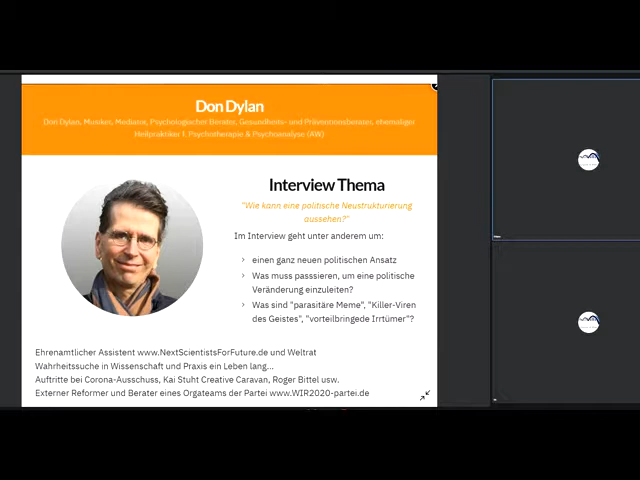 Don Dylan
Don Dylan, Musiker, Mediator, Psychologischer Berater, Gesundheits- und Präventionsberater, ehemaliger
Heilpraktiker f. Psychotherapie & Psychoanalyse (AW)
Interview Thema
"Wie kann eine politische Neustrukturierung
aussehen?"
Im Interview geht unter anderem um:
einen ganz neuen politischen Ansatz
Was muss passsieren, um eine politische
Veränderung einzuleiten?
Was sind "parasitäre Meme", "Killer-Viren
des Geistes", "vorteilbringede Irrtümer"?
Ehrenamtlicher Assistent www.NextScientistsForFuture.de und Weltrat
Wahrheitssuche in Wissenschaft und Praxis ein Leben lang...
Auftritte bei Corona-Ausschuss, Kai Stuht Creative Caravan, Roger Bittel usw.
Externer Reformer und Berater eines Orgateams der Partei www.WIR2020-partei.de